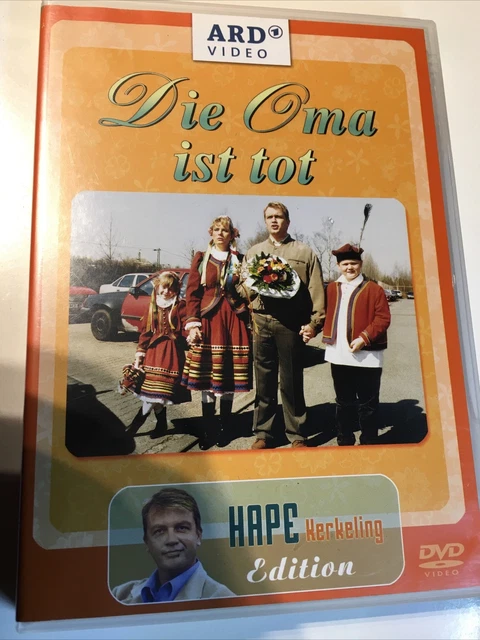 ARD
VIDEO
Die Oma
ist tot
HAPE Kerkeling
Edition
DVD
VIDEO